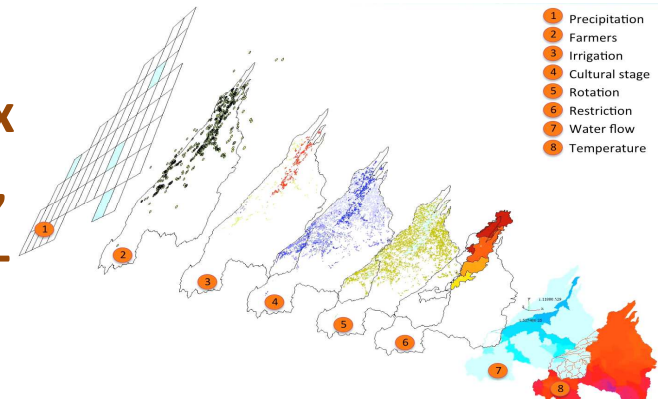 x
1 Precipitation
2 Farmers
3 Irrigation
4 Cultural stage
5 Rotation
6 Restriction
7 Water flow
8 Temperature
1
2
3
4
5
6
7
8